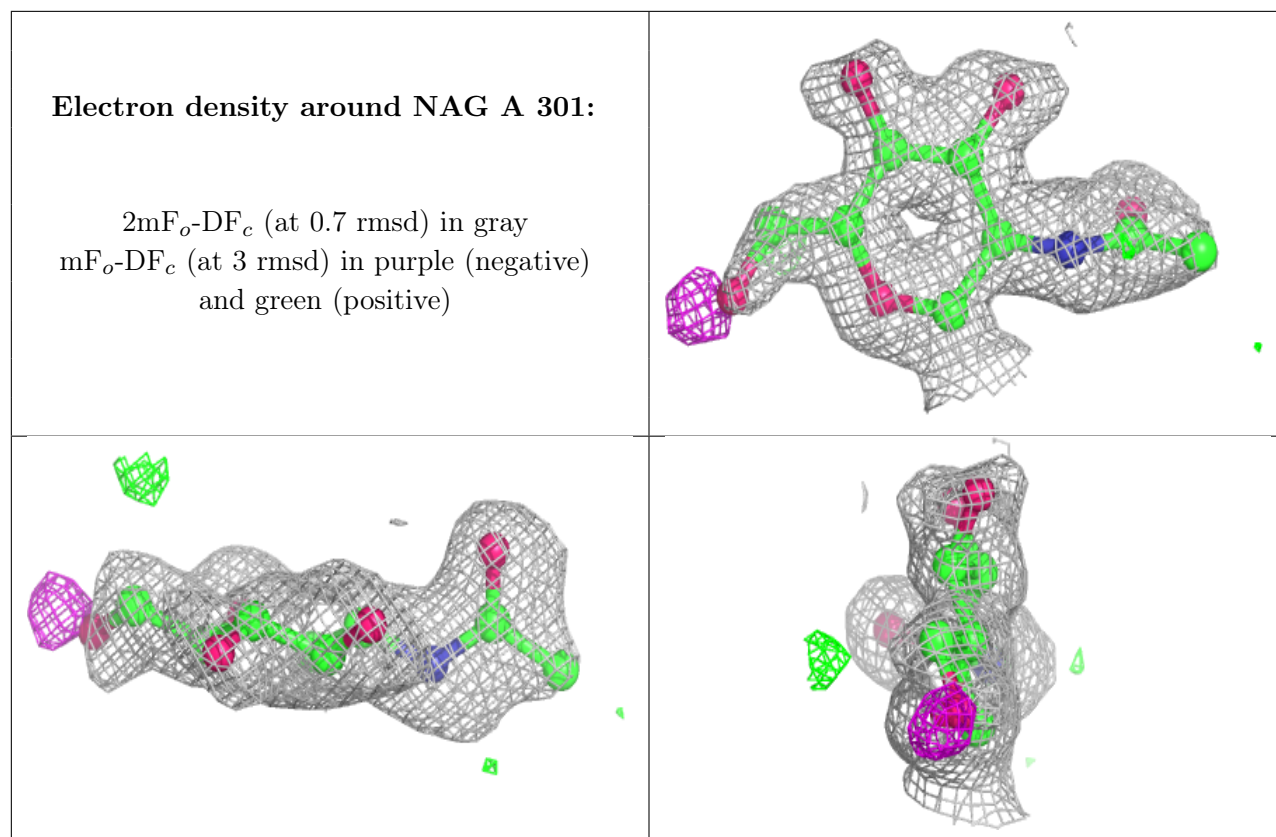 Electron density around NAG A 301:
2mFo-DFc (at 0.7 rmsd) in gray
mFo-DFc (at 3 rmsd) in purple (negative)
and green (positive)